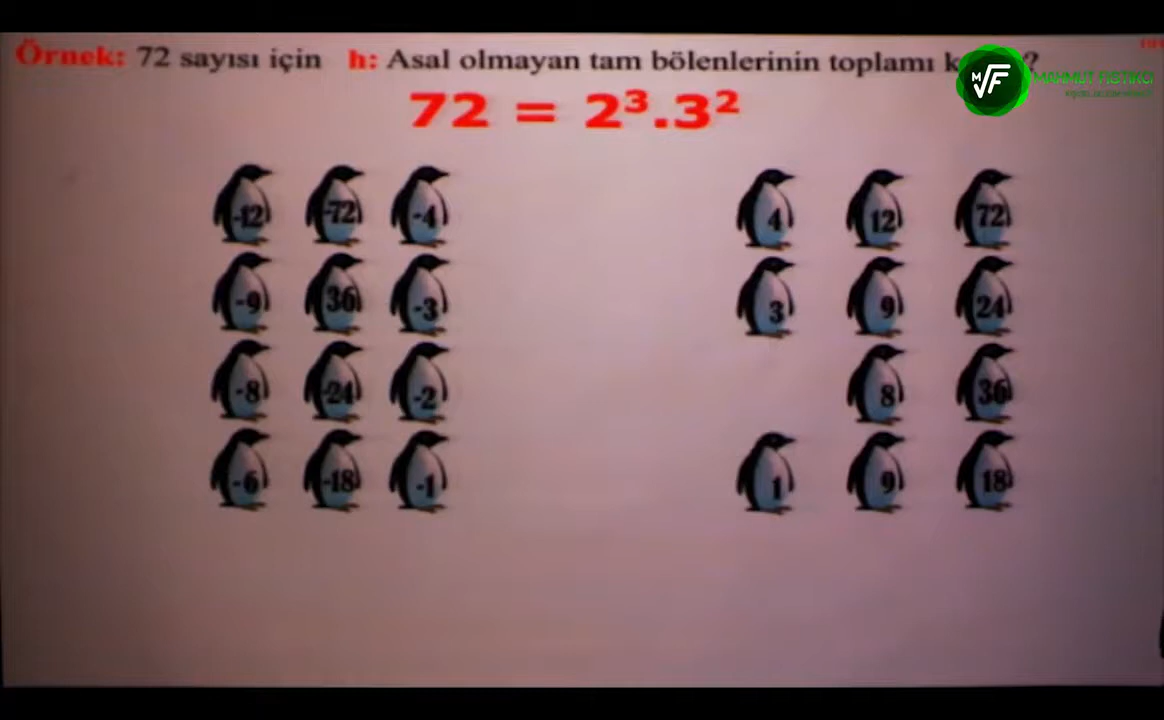 Örnek: 72 sayısı için h: Asal olmayan tam bölenlerinin toplamı ?
MAHMUT FISTIKCI
72 = 2³.3²
-12 -72 -4 4 12 72
-9 36 -3 3 9 24
-8 -24 -2 8 36
-6 -18 -1 1 9 18